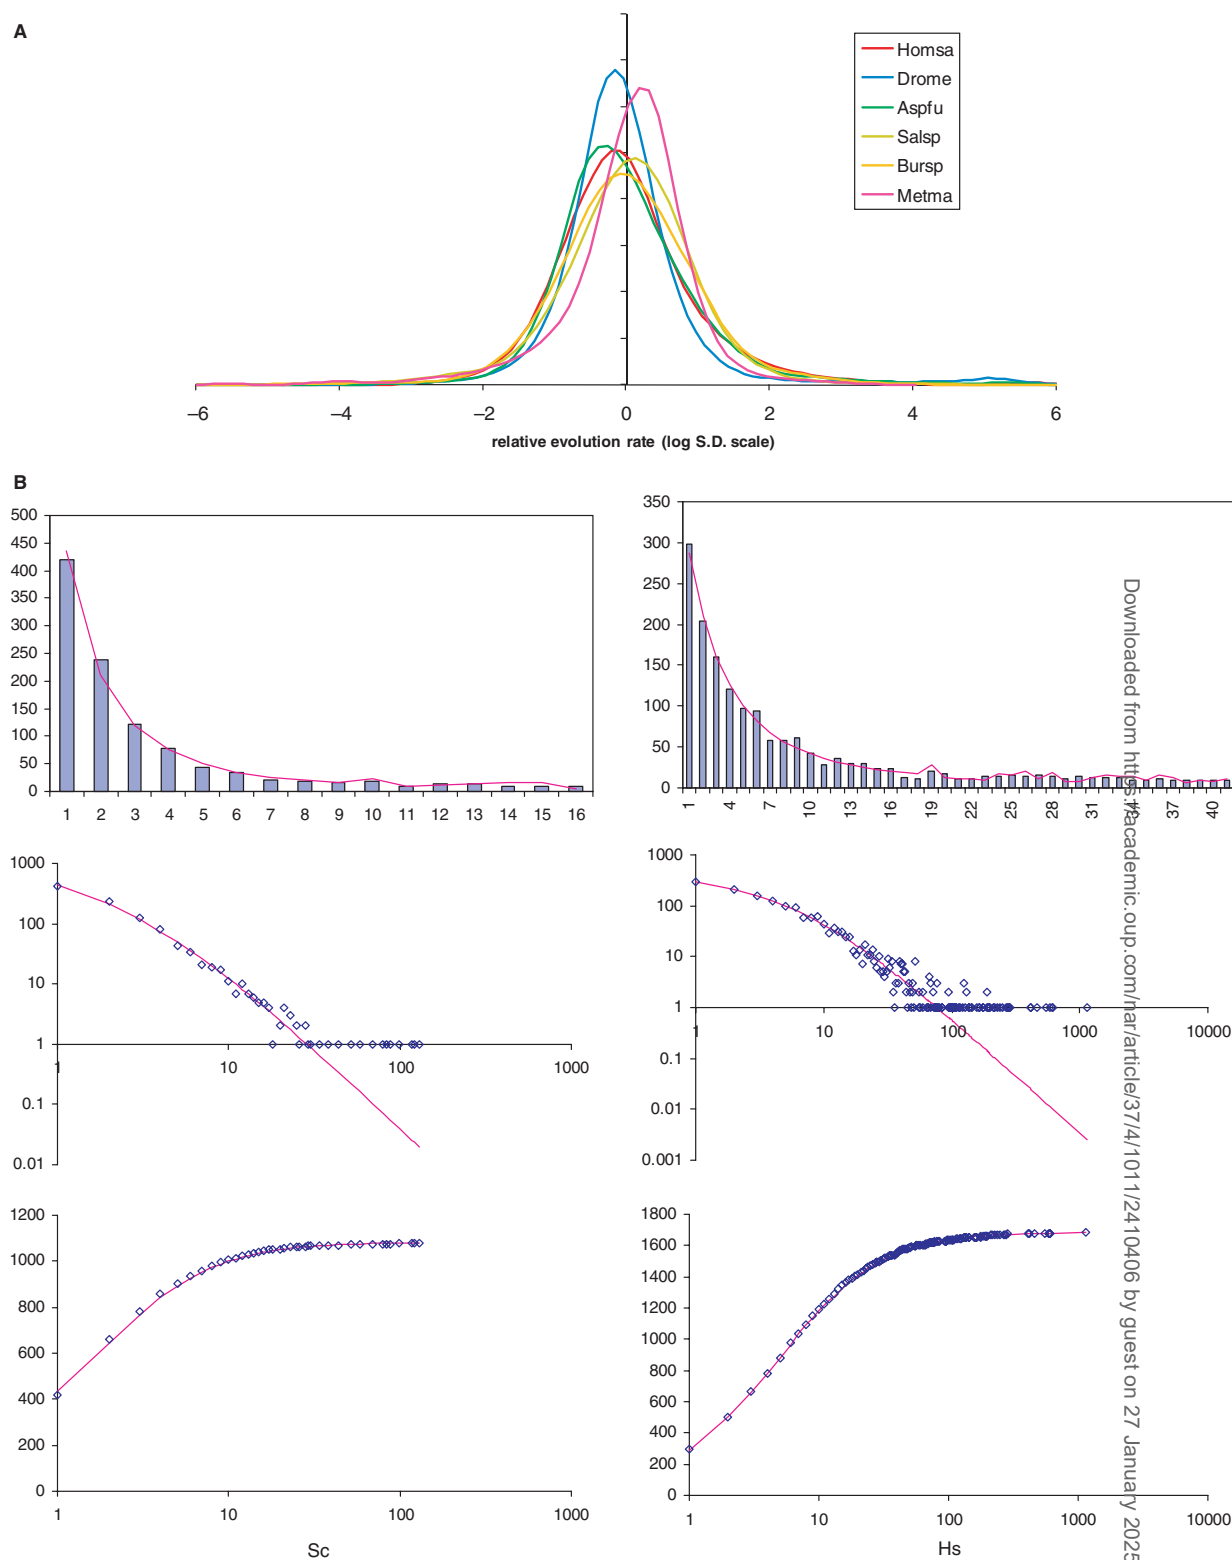 A
Homsa
Drome
Aspfu
Salsp
Bursp
Metma
−6 −4 −2 0 2 4 6
relative evolution rate (log S.D. scale)
B
500
450
400
350
300
250
200
150
100
50
0
1 2 3 4 5 6 7 8 9 10 11 12 13 14 15 16
350
300
250
200
150
100
50
0
1 4 7 10 13 16 19 22 25 28 31 37 40
1000
100
10
1
0.1
0.01
1 10 100 1000
1000
100
10
1
0.1
0.01
0.001
1 10 100 1000 10000
1200
1000
800
600
400
200
0
1 10 100 1000
Sc
1800
1600
1400
1200
1000
800
600
400
200
0
1 10 100 1000 10000
Hs
Downloaded from https://academic.oup.com/nar/article/37/4/1011/2410406 by guest on 27 January 2025